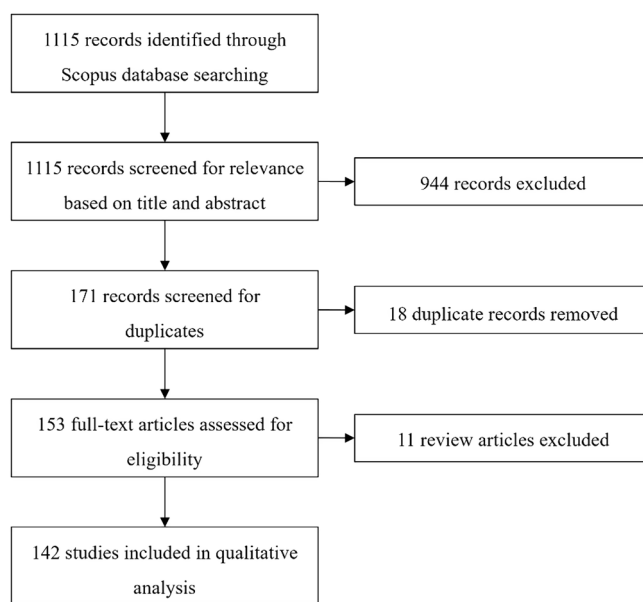 1115 records identified through
Scopus database searching
1115 records screened for relevance
based on title and abstract
944 records excluded
171 records screened for
duplicates
18 duplicate records removed
153 full-text articles assessed for
eligibility
11 review articles excluded
142 studies included in qualitative
analysis